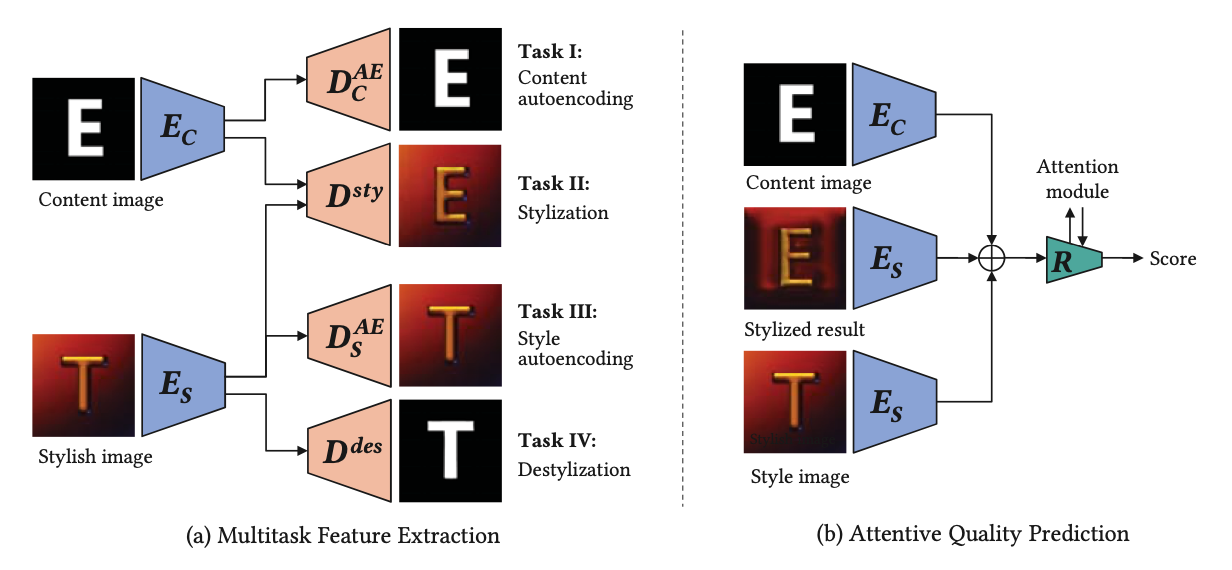 E
E_C
Content image
D_C^{AE}
E
Task I:
Content
autoencoding
D^{sty}
E
Task II:
Stylization
T
E_S
Stylish image
D_S^{AE}
T
Task III:
Style
autoencoding
D^{des}
T
Task IV:
Destylization
(a) Multitask Feature Extraction
E
E_C
Content image
E
E_S
Stylized result
T
E_S
Style image
Attention
module
R
Score
(b) Attentive Quality Prediction